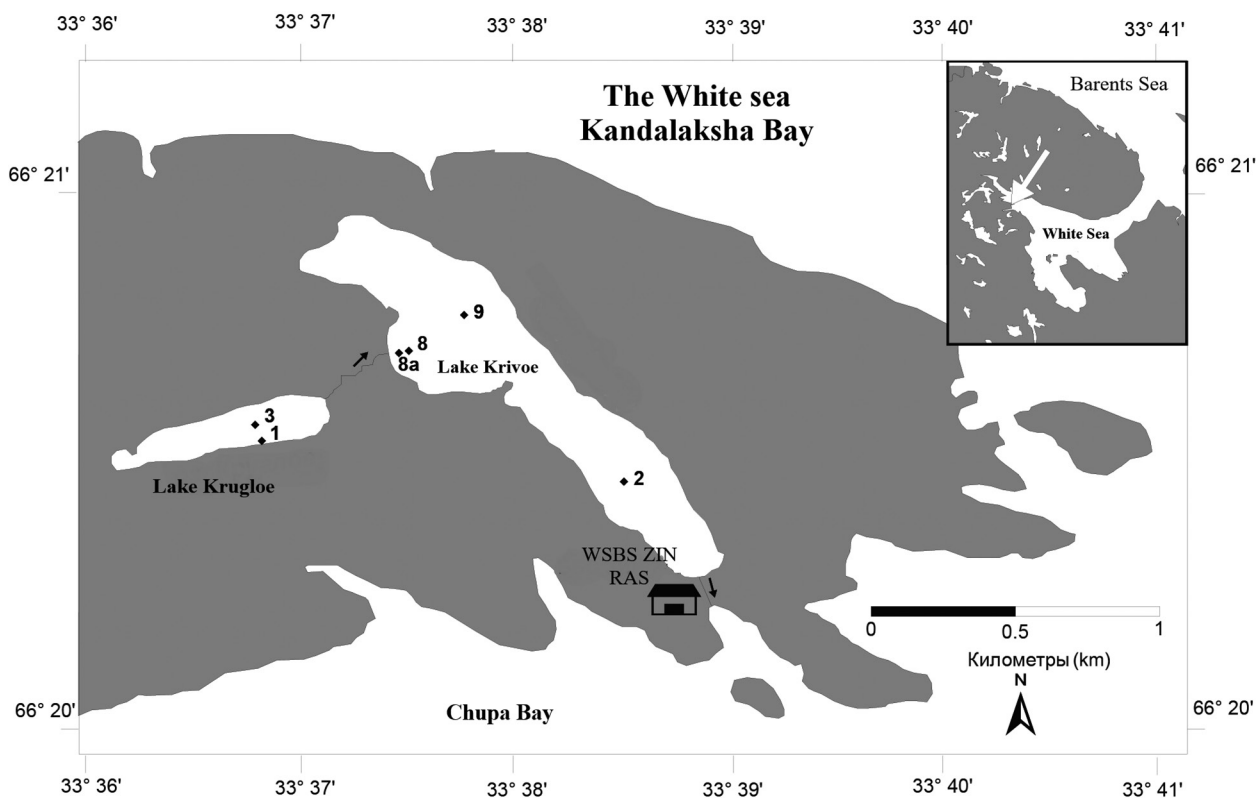 33° 36'
33° 37'
33° 38'
33° 39'
33° 40'
33° 41'
The White sea
Kandalaksha Bay
Barents Sea
White Sea
66° 21'
66° 21'
9
8
8a
Lake Krivoe
3
1
Lake Krugloe
2
WSBS ZIN
RAS
0
0.5
1
Километры (km)
N
Chupa Bay
66° 20'
66° 20'
33° 36'
33° 37'
33° 38'
33° 39'
33° 40'
33° 41'